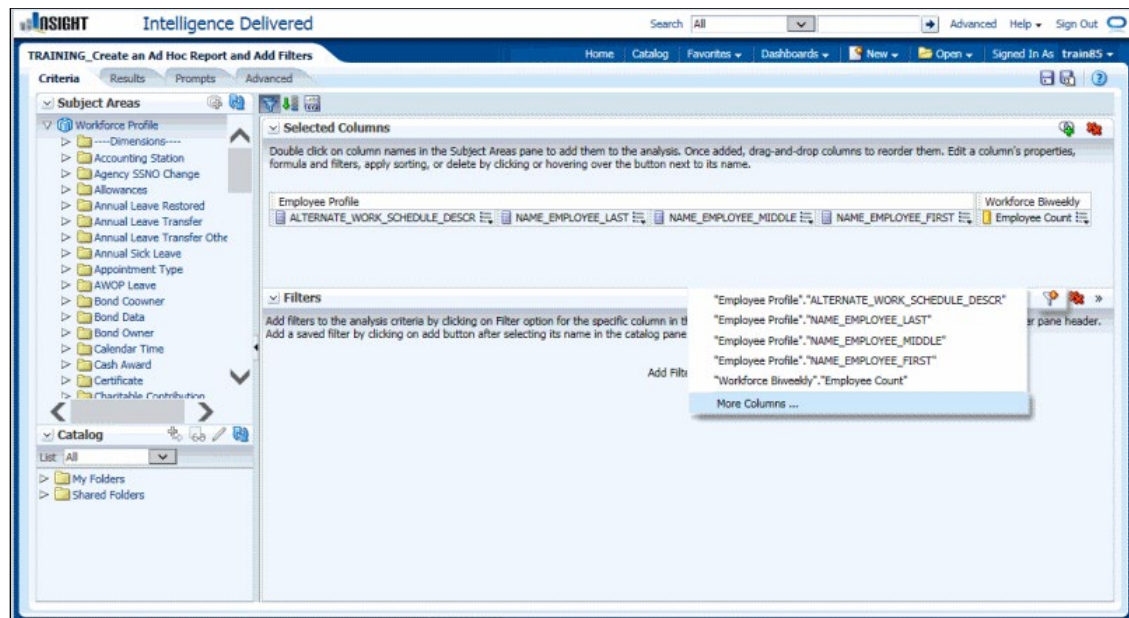 INSIGHT Intelligence Delivered Search All Advanced Help Sign Out
TRAINING_Create an Ad Hoc Report and Add Filters Home Catalog Favorites Dashboards New Open Signed In As train85
Criteria Results Prompts Advanced
Subject Areas
Workforce Profile
----Dimensions----
Accounting Station
Agency SSNO Change
Allowances
Annual Leave Restored
Annual Leave Transfer
Annual Leave Transfer Othe
Annual Sick Leave
Appointment Type
AWOP Leave
Bond Coowner
Bond Data
Bond Owner
Calendar Time
Cash Award
Certificate
Charitable Contribution
Catalog
List All
My Folders
Shared Folders
Selected Columns
Double click on column names in the Subject Areas pane to add them to the analysis. Once added, drag-and-drop columns to reorder them. Edit a column's properties,
formula and filters, apply sorting, or delete by clicking or hovering over the button next to its name.
Employee Profile Workforce Biweekly
ALTERNATE_WORK_SCHEDULE_DESCR NAME_EMPLOYEE_LAST NAME_EMPLOYEE_MIDDLE NAME_EMPLOYEE_FIRST Employee Count
Filters
Add filters to the analysis criteria by clicking on Filter option for the specific column in th
er pane header.
Add a saved filter by clicking on add button after selecting its name in the catalog pane
Add Filte
"Employee Profile"."ALTERNATE_WORK_SCHEDULE_DESCR"
"Employee Profile"."NAME_EMPLOYEE_LAST"
"Employee Profile"."NAME_EMPLOYEE_MIDDLE"
"Employee Profile"."NAME_EMPLOYEE_FIRST"
"Workforce Biweekly"."Employee Count"
More Columns ...